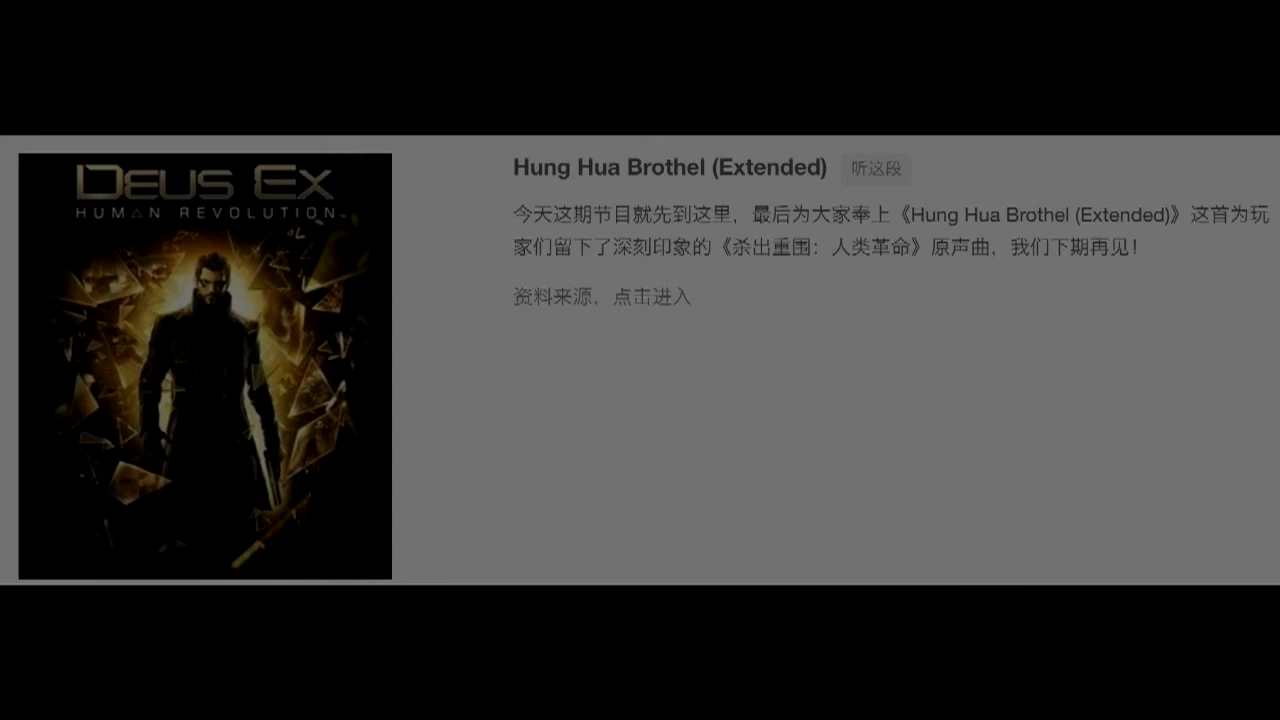 DEUS EX
HUMAN REVOLUTION
Hung Hua Brothel (Extended) 听这段
今天这期节目就先到这里，最后为大家奉上《Hung Hua Brothel (Extended)》这首为玩
家们留下了深刻印象的《杀出重围：人类革命》原声曲，我们下期再见！
资料来源，点击进入